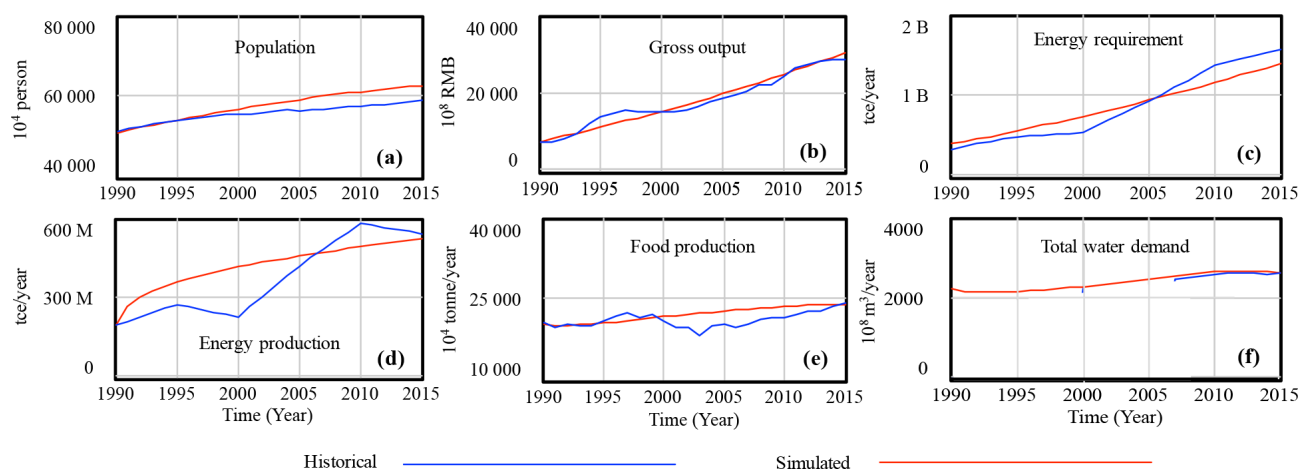 80 000
60 000
40 000
10⁴ person
Population
(a)
1990 1995 2000 2005 2010 2015
40 000
20 000
0
10⁸ RMB
Gross output
(b)
1990 1995 2000 2005 2010 2015
2 B
1 B
0
tce/year
Energy requirement
(c)
1990 1995 2000 2005 2010 2015
600 M
300 M
0
tce/year
Energy production
(d)
1990 1995 2000 2005 2010 2015
Time (Year)
40 000
25 000
10 000
10⁴ tonne/year
Food production
(e)
1990 1995 2000 2005 2010 2015
Time (Year)
4000
2000
0
10⁸ m³/year
Total water demand
(f)
1990 1995 2000 2005 2010 2015
Time (Year)
Historical
Simulated